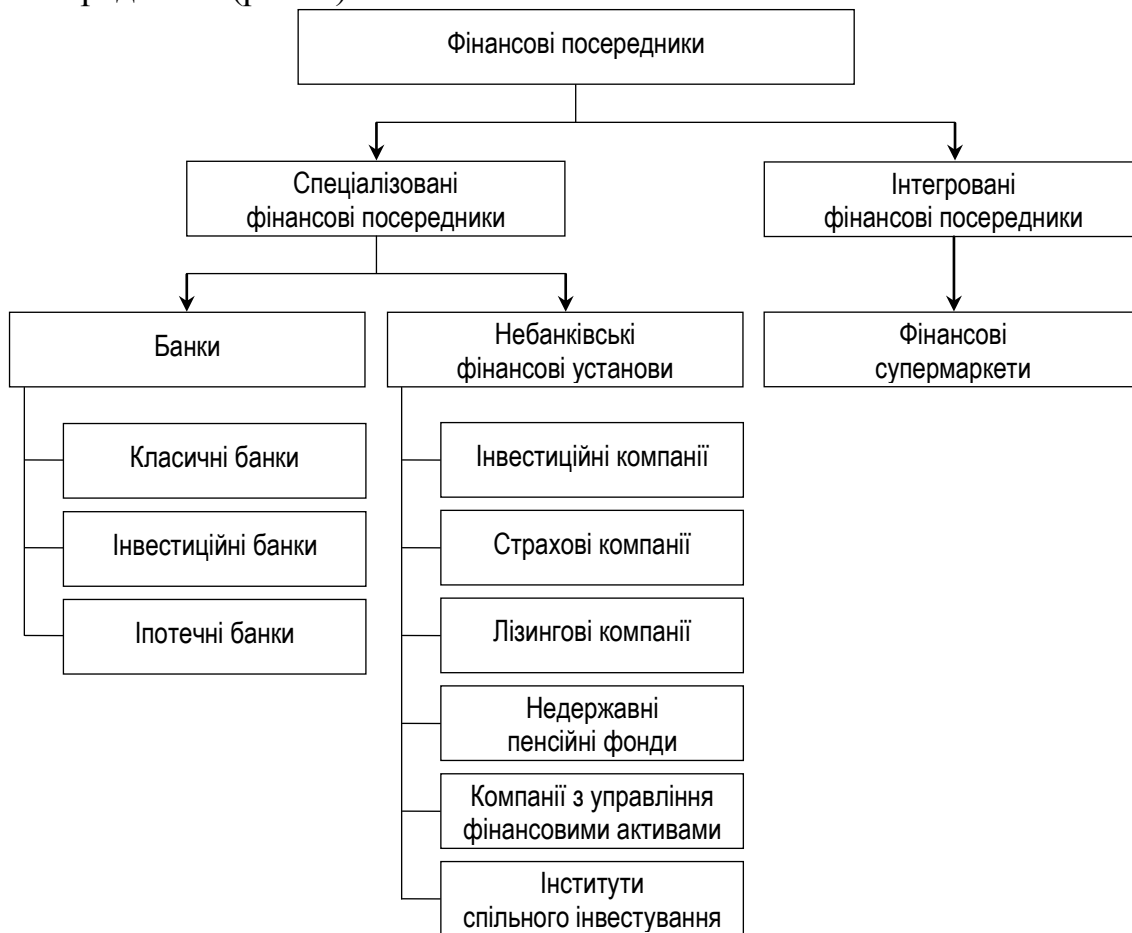 Фінансові посередники
Спеціалізовані
фінансові посередники
Інтегровані
фінансові посередники
Банки
Небанківські
фінансові установи
Фінансові
супермаркети
Класичні банки
Інвестиційні банки
Іпотечні банки
Інвестиційні компанії
Страхові компанії
Лізингові компанії
Недержавні
пенсійні фонди
Компанії з управління
фінансовими активами
Інститути
спільного інвестування